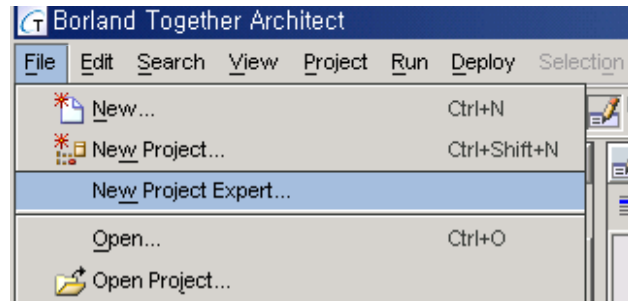 Borland Together Architect
File Edit Search View Project Run Deploy Selection
New... Ctrl+N
New Project... Ctrl+Shift+N
New Project Expert...
Open... Ctrl+O
Open Project...